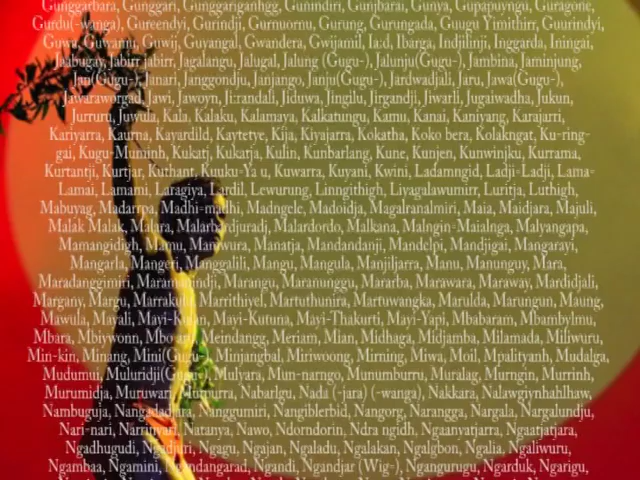 Gunggarbara, Gunggari, Gungganganhgg, Gunindiri, Gunjbarai, Gunya, Gupapuyngu, Guragone,
Gurdu(-wanga), Gureendyi, Gurindji, Gurnuornu, Gurung, Gurungada, Guugu Yimithirr, Guurindyi,
Guwa, Guwamu, Guwij, Guyangal, Gwandera, Gwijamil, Ia:d, Ibarga, Indjilinji, Inggarda, Iningai,
Jaabugay, Jabirr Jabirr, Jagalangu, Jalugal, Jalung (Gugu-), Jalunju(Gugu-), Jambina, Jaminjung,
Jan(Gugu-), Janari, Janggondju, Janjango, Janju(Gugu-), Jardwadjali, Jaru, Jawa(Gugu-),
Jawaraworgad, Jawi, Jawoyn, Ji:randali, Jiduwa, Jingilu, Jirgandji, Jiwarli, Jugaiwadha, Jukun,
Jurruru, Juwula, Kala, Kalaku, Kalamaya, Kalkatungu, Kamu, Kanai, Kaniyang, Karajarri,
Kariyarra, Kaurna, Kayardild, Kaytetye, Kija, Kiyajarra, Kokatha, Koko bera, Kolakngat, Ku-ring-
gai, Kugu-Muninh, Kukatj, Kukatja, Kulin, Kunbarlang, Kune, Kunjen, Kunwinjku, Kurrama,
Kurtantji, Kurtjar, Kuthant, Kuku-Ya u, Kuwarra, Kuyani, Kwini, Ladamngid, Ladji-Ladji, Lama-
Lamai, Lamami, Laragiya, Lardil, Lewurung, Linngithigh, Liyagalawumirr, Luritja, Luthigh,
Mabuyag, Madarrpa, Madhi-madhi, Madngele, Madoidja, Magalranalmiri, Maia, Maidjara, Majuli,
Malak Malak, Malara, Malarbardjuradj, Malardordo, Malkana, Malngin-Maialnga, Malyangapa,
Mamangidigh, Mamu, Manawura, Manatja, Mandandanji, Mandelpi, Mandjigai, Mangarayi,
Mangarla, Mangeri, Manggalili, Mangu, Mangula, Manjiljarra, Manu, Manunguy, Mara,
Maradanggimiri, Maramanindji, Marangu, Maranunggu, Mararba, Marawara, Maraway, Mardidjali,
Margany, Margu, Marrakulu, Marrithiyel, Martuthunira, Martuwangka, Marulda, Marungun, Maung,
Mawula, Mayali, Mayi-Kulan, Mayi-Kutuna, Mayi-Thakurti, Mayi-Yapi, Mbabaram, Mbambylmu,
Mbara, Mbiywonn, Mbowan, Meindangg, Meriam, Mian, Midhaga, Midjamba, Milamada, Miliwuru,
Min-kin, Minang, Mini(Gugu-), Minjangbal, Miriwoong, Mirning, Miwa, Moil, Mpalityanh, Mudalga,
Mudumui, Muluridji(Gugu-), Mulyara, Mun-narngo, Munumburru, Muralag, Murngin, Murrinh,
Murumidja, Muruwari, Mutpurra, Nabarlgu, Nada (-jara) (-wanga), Nakkara, Nalawgiynhahlhaw,
Nambuguja, Nangadadjara, Nanggumiri, Nangiblerbid, Nangorg, Narangga, Nargala, Nargalundju,
Nari-nari, Narrinyari, Natanya, Nawo, Ndorndorin, Ndra ngidh, Ngaanyatjarra, Ngaatjatjara,
Ngadhugudi, Ngadjuri, Ngagu, Ngajan, Ngaladu, Ngalakan, Ngalgbon, Ngalia, Ngaliwuru,
Ngambaa, Ngamini, Ngandangarad, Ngandi, Ngandjar (Wig-), Ngangurugu, Ngarduk, Ngarigu,